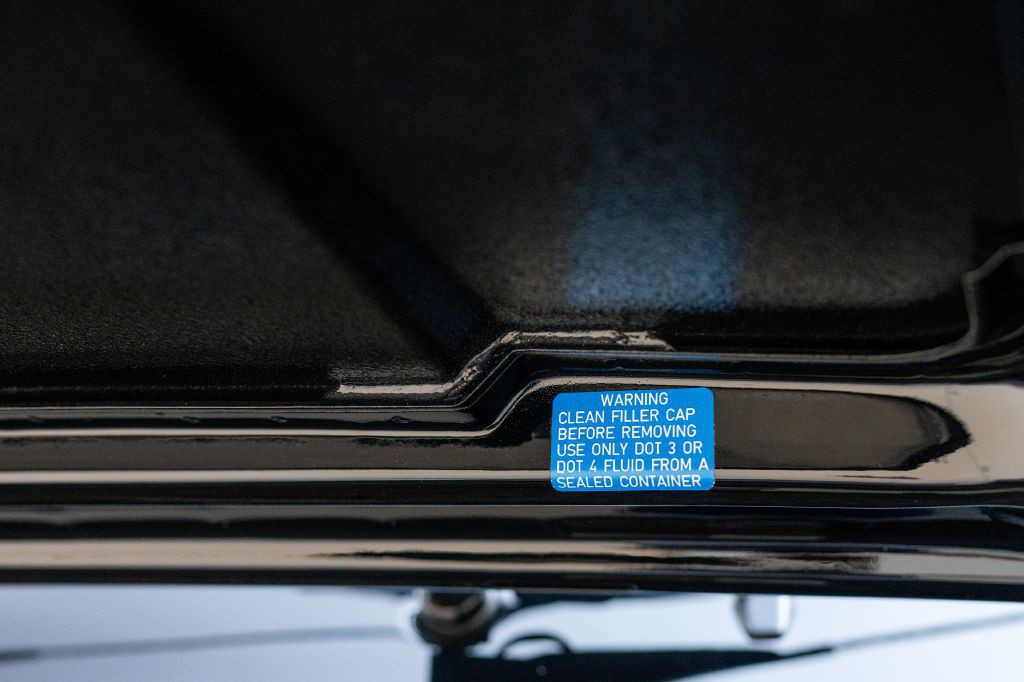 WARNING
CLEAN FILLER CAP
BEFORE REMOVING
USE ONLY DOT 3 OR
DOT 4 FLUID FROM A
SEALED CONTAINER